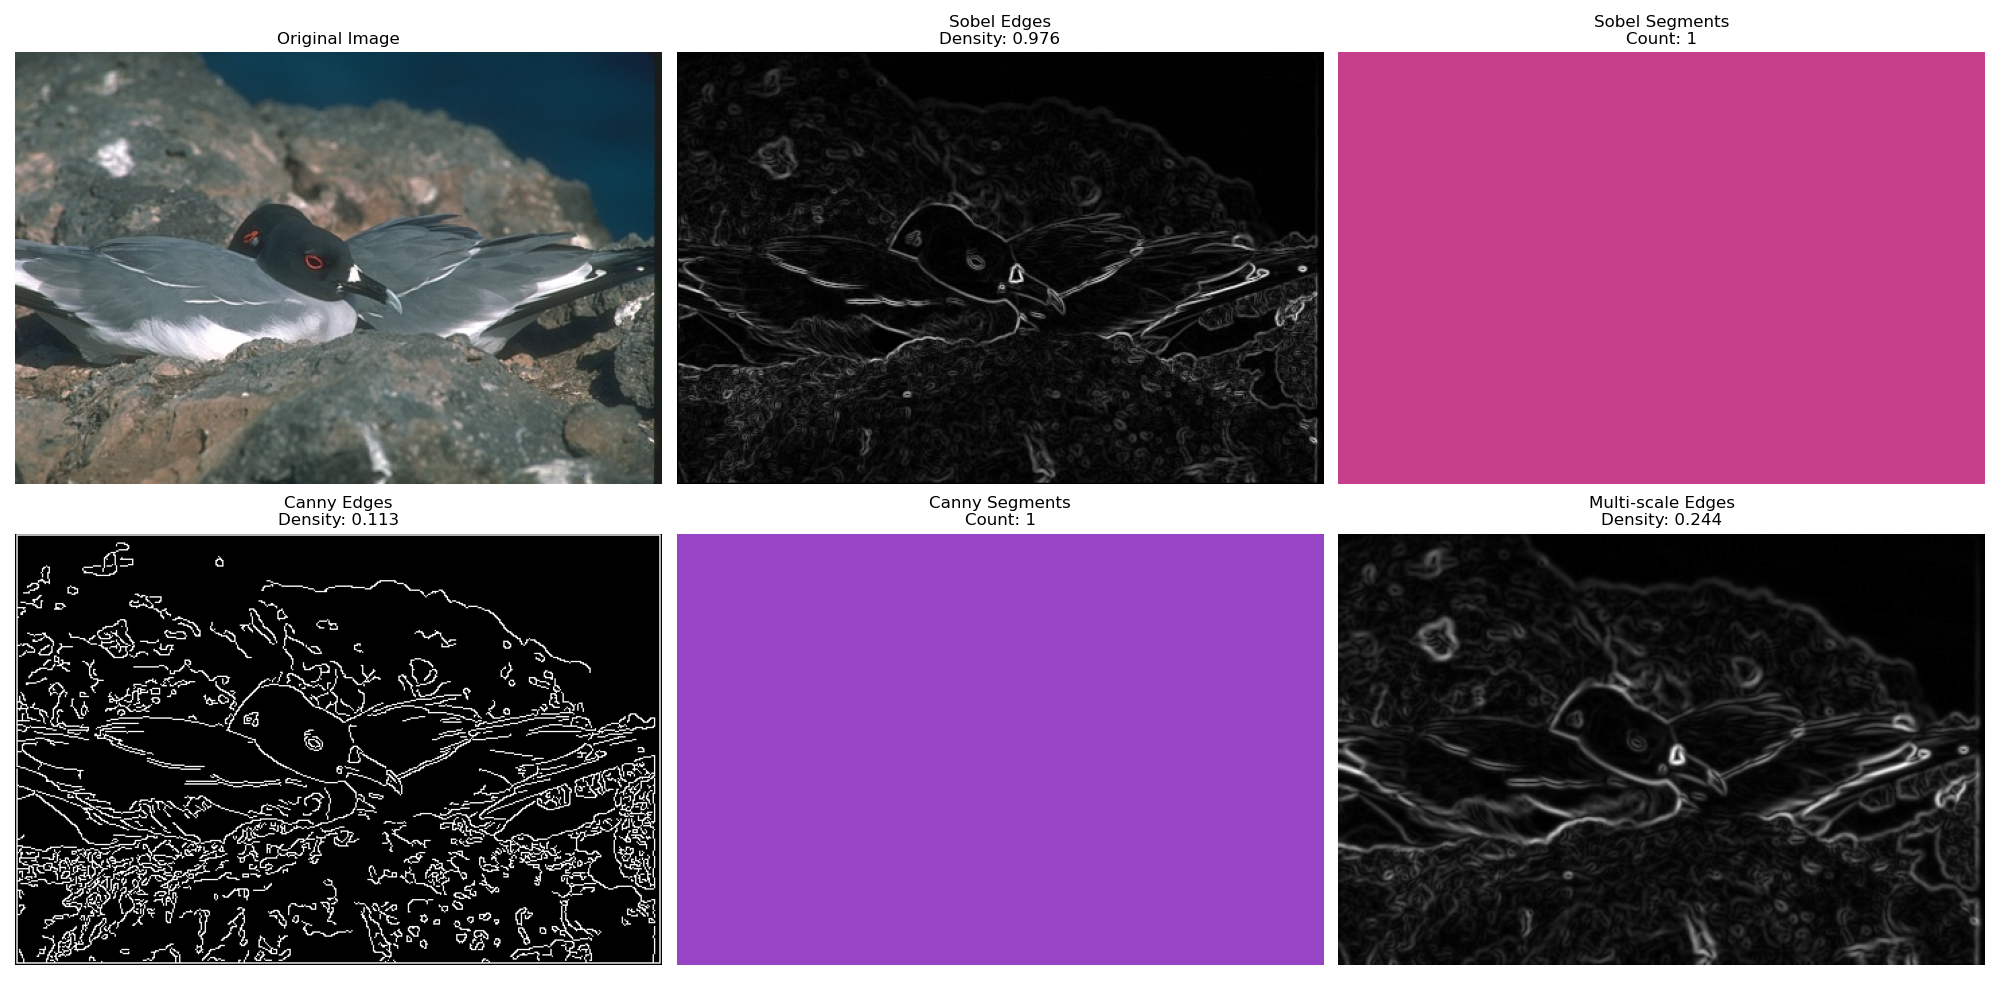 Original Image
Sobel Edges
Density: 0.976
Sobel Segments
Count: 1
Canny Edges
Density: 0.113
Canny Segments
Count: 1
Multi-scale Edges
Density: 0.244